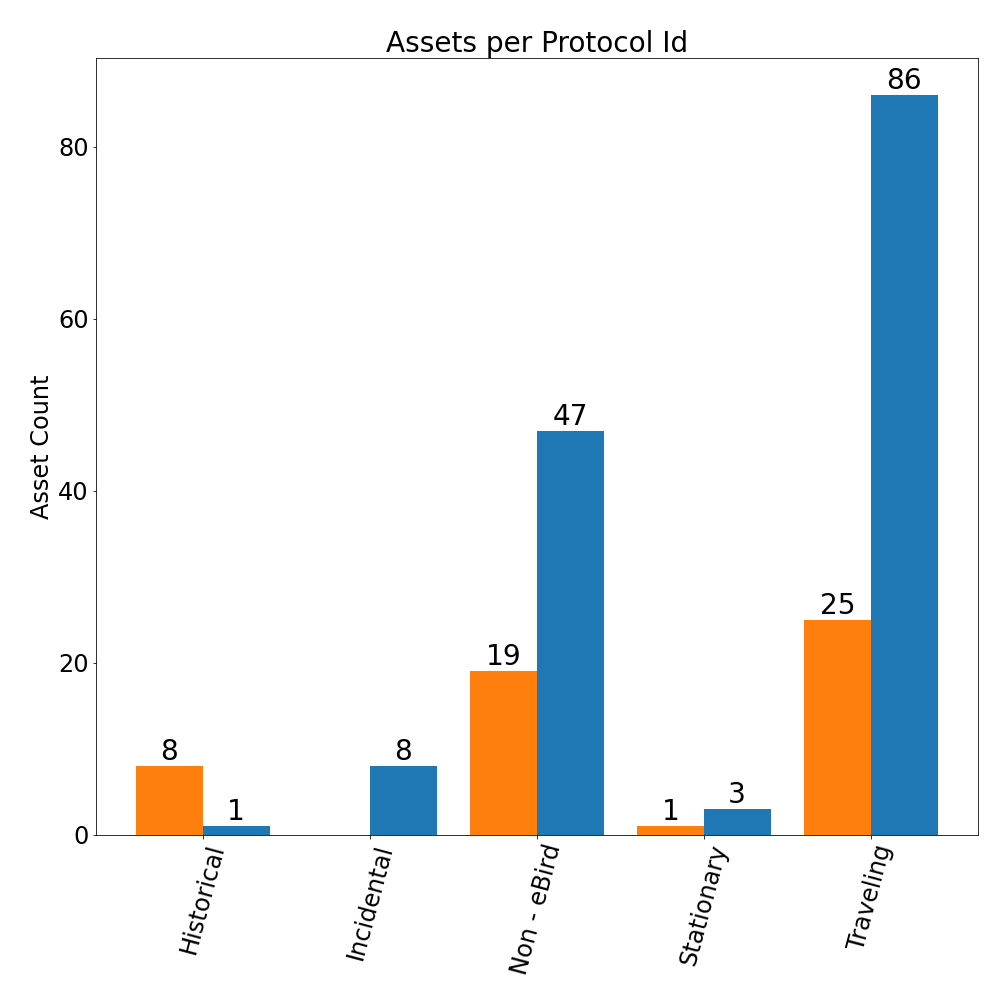 Assets per Protocol Id
Asset Count
80
60
40
20
0
8
1
8
19
47
1
3
25
86
Historical
Incidental
Non - eBird
Stationary
Traveling